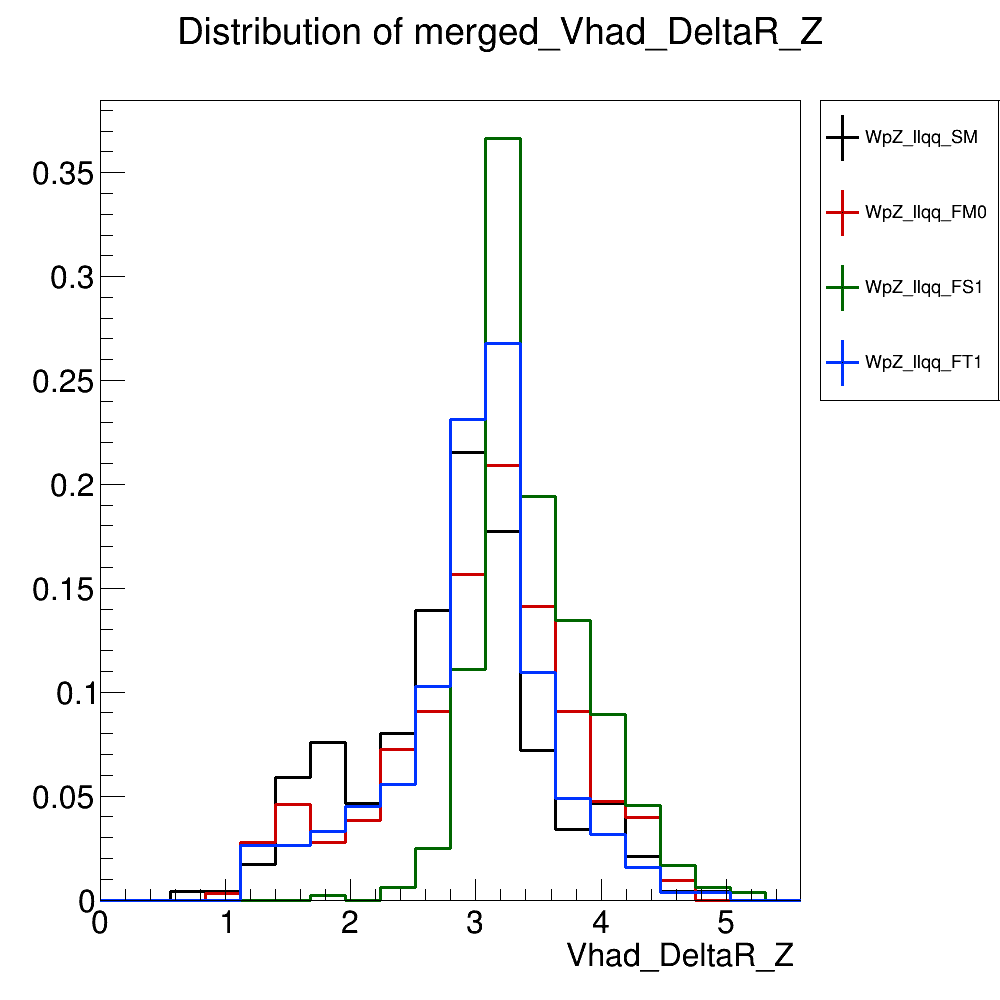 Distribution of merged_Vhad_DeltaR_Z
WpZ_llqq_SM
WpZ_llqq_FM0
WpZ_llqq_FS1
WpZ_llqq_FT1
0.35
0.3
0.25
0.2
0.15
0.1
0.05
0
0 1 2 3 4 5
Vhad_DeltaR_Z